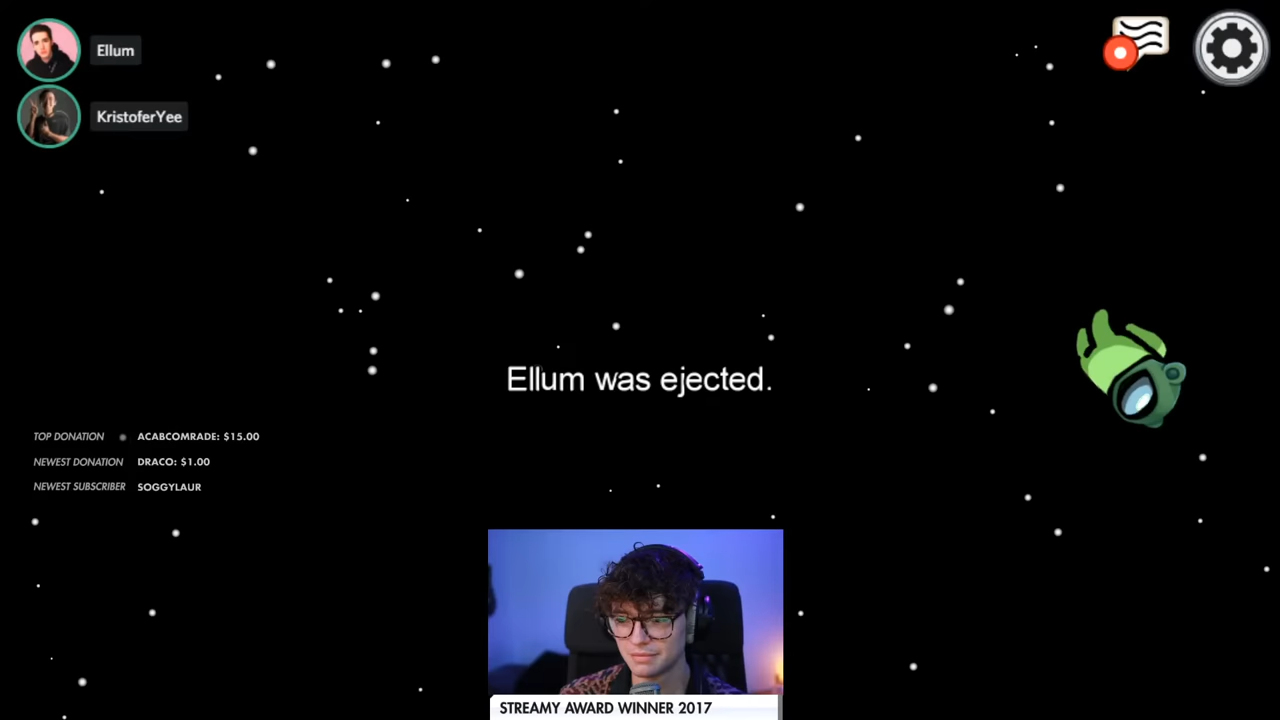 Ellum
KristoferYee
Ellum was ejected.
TOP DONATION ACABCOMRADE: $15.00
NEWEST DONATION DRACO: $1.00
NEWEST SUBSCRIBER SOGGYLAUR
STREAMY AWARD WINNER 2017